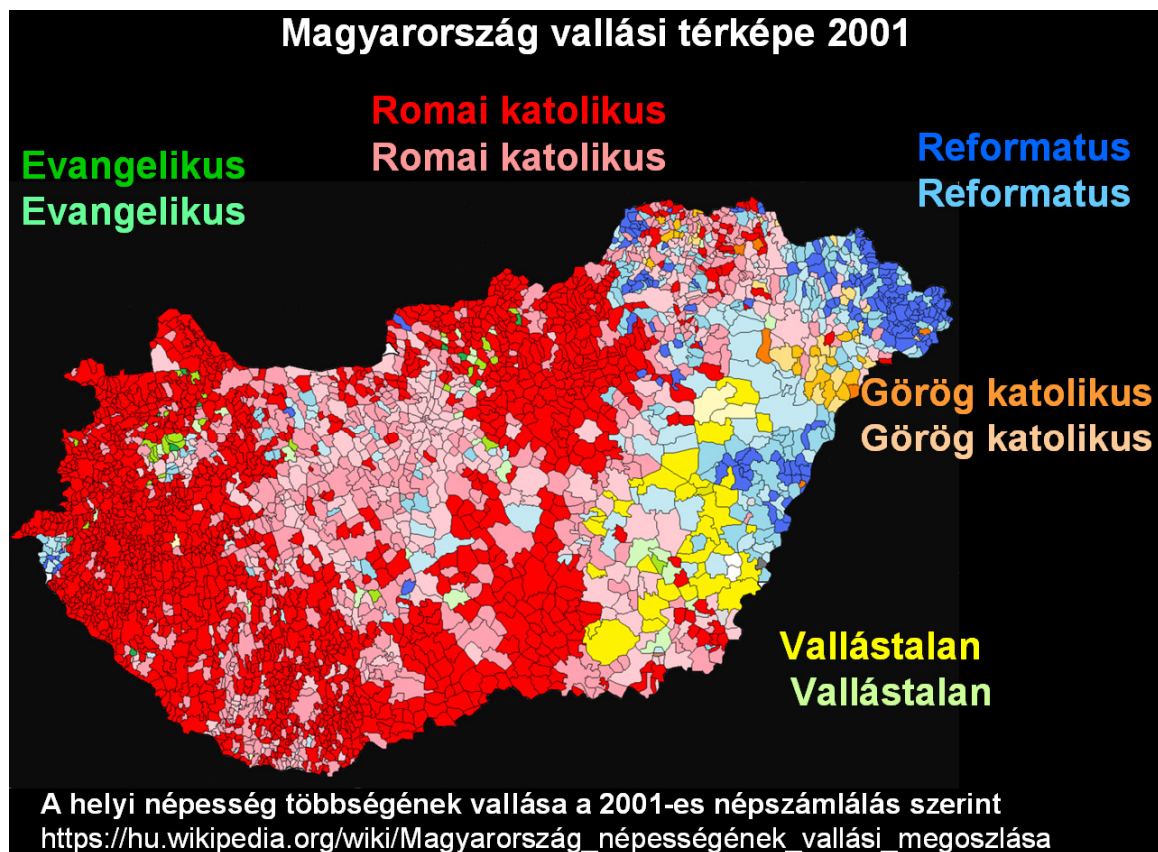 Magyarország vallási térképe 2001
Romai katolikus
Romai katolikus
Evangelikus
Evangelikus
Reformatus
Reformatus
Görög katolikus
Görög katolikus
Vallástalan
Vallástalan
A helyi népesség többségének vallása a 2001-es népszámlálás szerint
https://hu.wikipedia.org/wiki/Magyarország_népességének_vallási_megoszlása